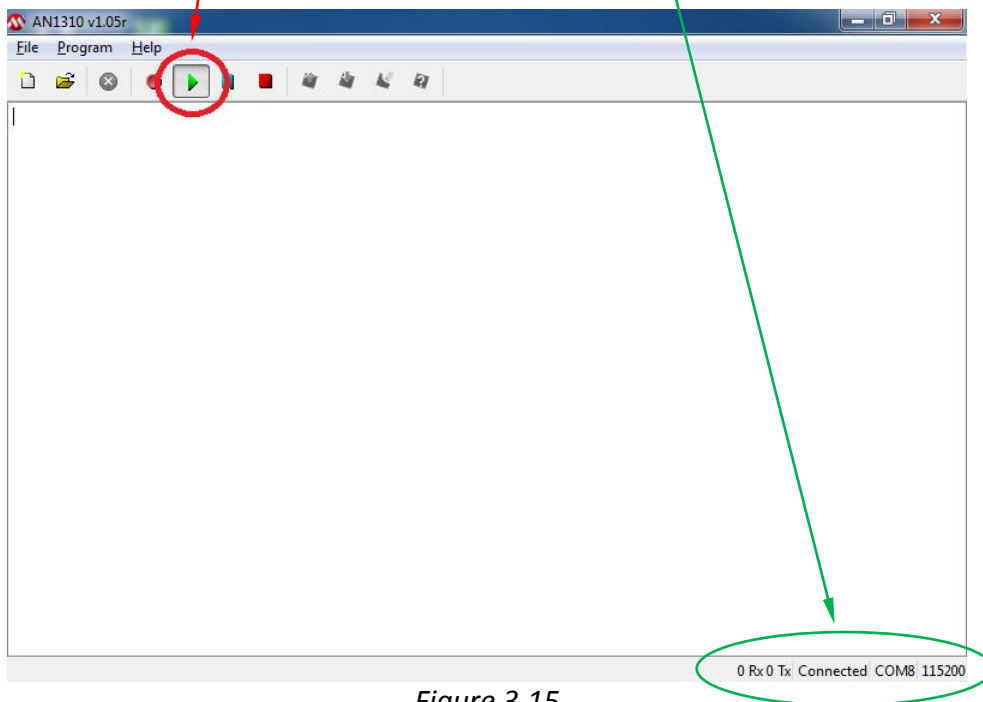 AN1310 v1.05r
File Program Help
0 Rx 0 Tx Connected COM8 115200
Figure 3.15